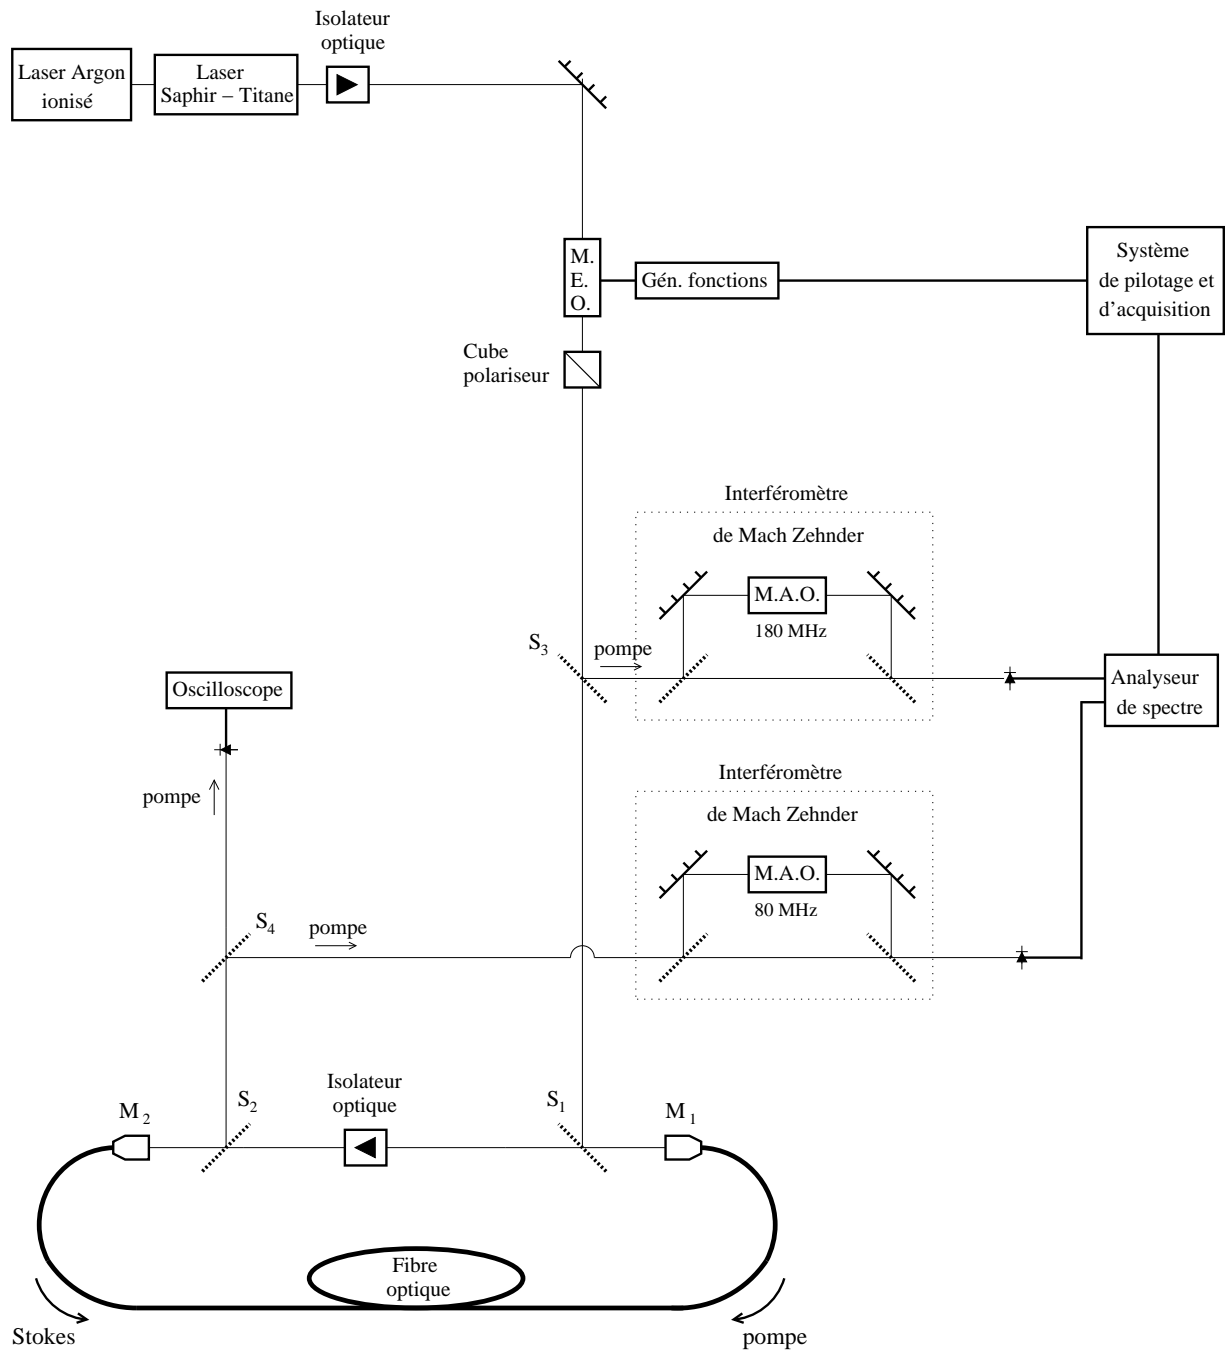 Isolateur
optique
Laser Argon
ionisé
Laser
Saphir – Titane
M.
E.
O.
Gén. fonctions
Système
de pilotage et
d’acquisition
Cube
polariseur
Interféromètre
de Mach Zehnder
M.A.O.
180 MHz
S3
pompe
Oscilloscope
Analyseur
de spectre
pompe
Interféromètre
de Mach Zehnder
M.A.O.
80 MHz
S4
pompe
Isolateur
optique
M2
S2
S1
M1
Fibre
optique
Stokes
pompe